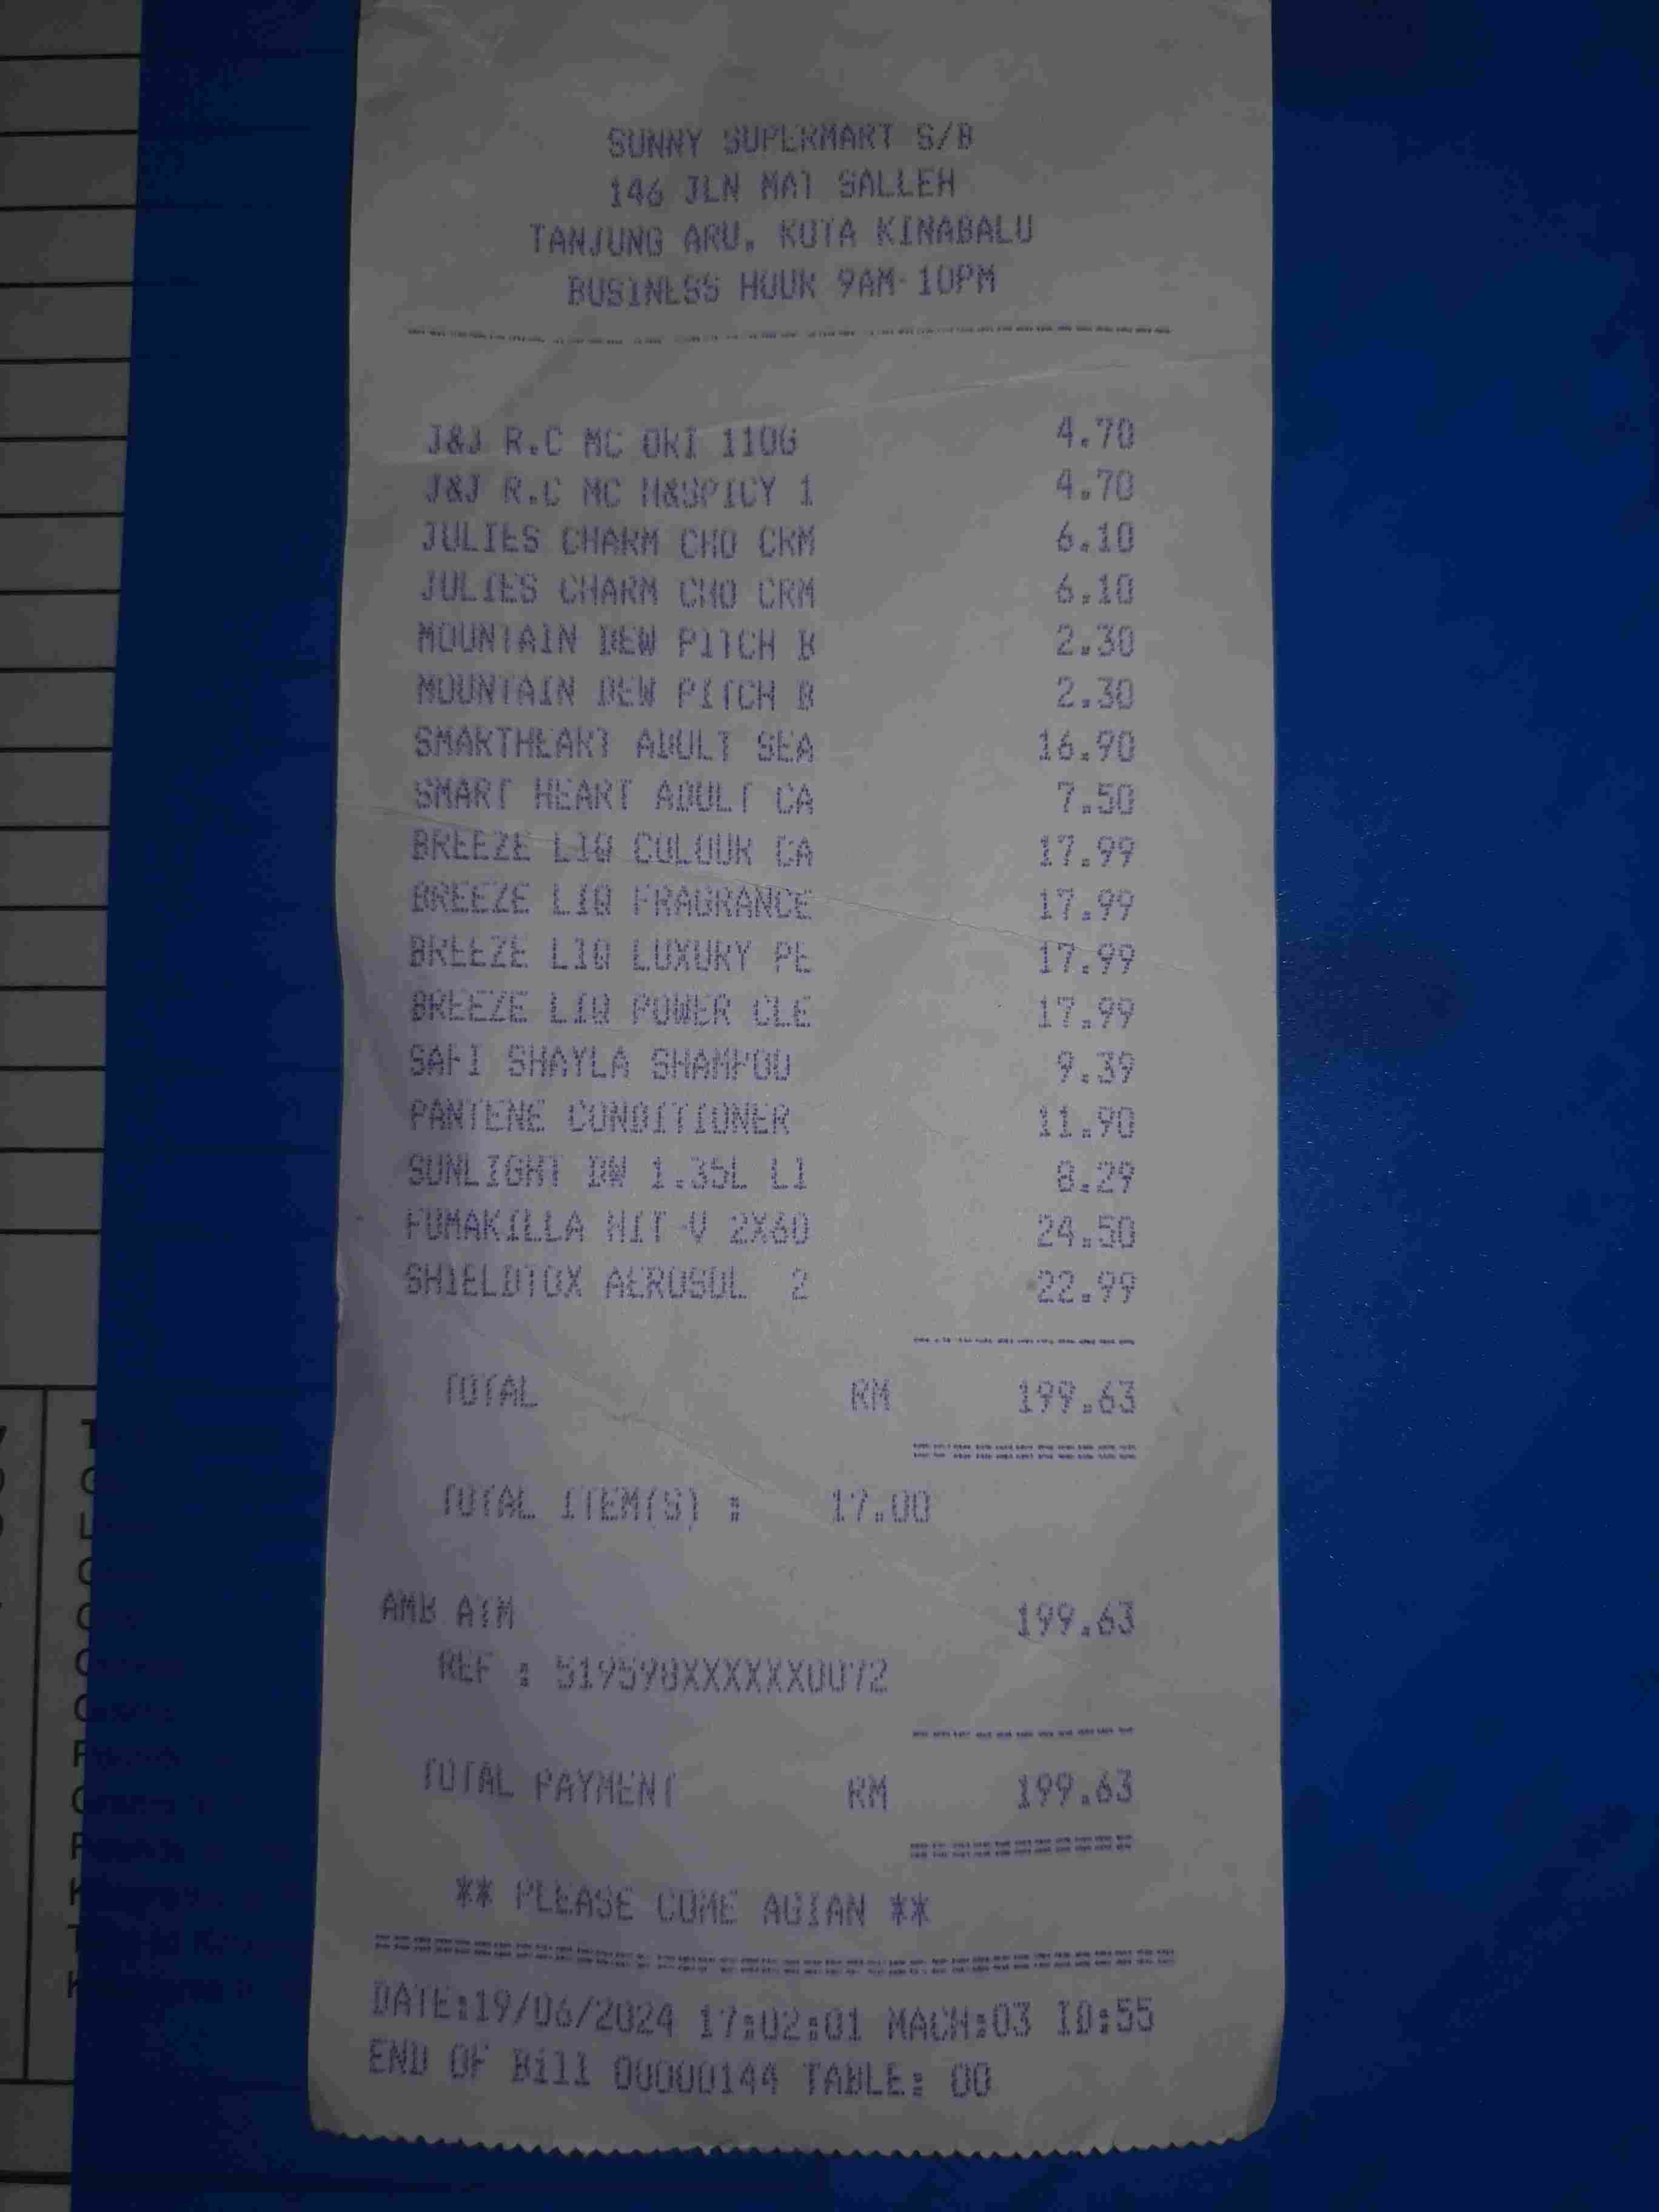 SUNNY SUPERMART S/B
146 JLN MAT SALLEH
TANJUNG ARU, KOTA KINABALU
BUSINESS HOUR 9AM-10PM
J&J R.C MC OKI 110G 4.70
J&J R.C MC H&SPICY 1 4.70
JULIES CHARM CHO CRM 6.10
JULIES CHARM CHO CRM 6.10
MOUNTAIN DEW PITCH B 2.30
MOUNTAIN DEW PITCH B 2.30
SMARTHEART ADULT SEA 16.90
SMART HEART ADULT CA 7.50
BREEZE LIQ COLOUR CA 17.99
BREEZE LIQ FRAGRANCE 17.99
BREEZE LIQ LUXURY PE 17.99
BREEZE LIQ POWER CLE 17.99
SAFI SHAYLA SHAMPOO 9.39
PANTENE CONDITIONER 11.90
SUNLIGHT DW 1.35L LI 8.29
FUMAKILLA HIT-V 2X60 24.50
SHIELDTOX AEROSOL 2 22.99
TOTAL RM 199.63
TOTAL ITEM(S) : 17.00
AMB ATM 199.63
REF : 519598XXXXXX0072
TOTAL PAYMENT RM 199.63
** PLEASE COME AGIAN **
DATE:19/06/2024 17:02:01 MACH:03 ID:55
END OF Bill 00000144 TABLE: 00